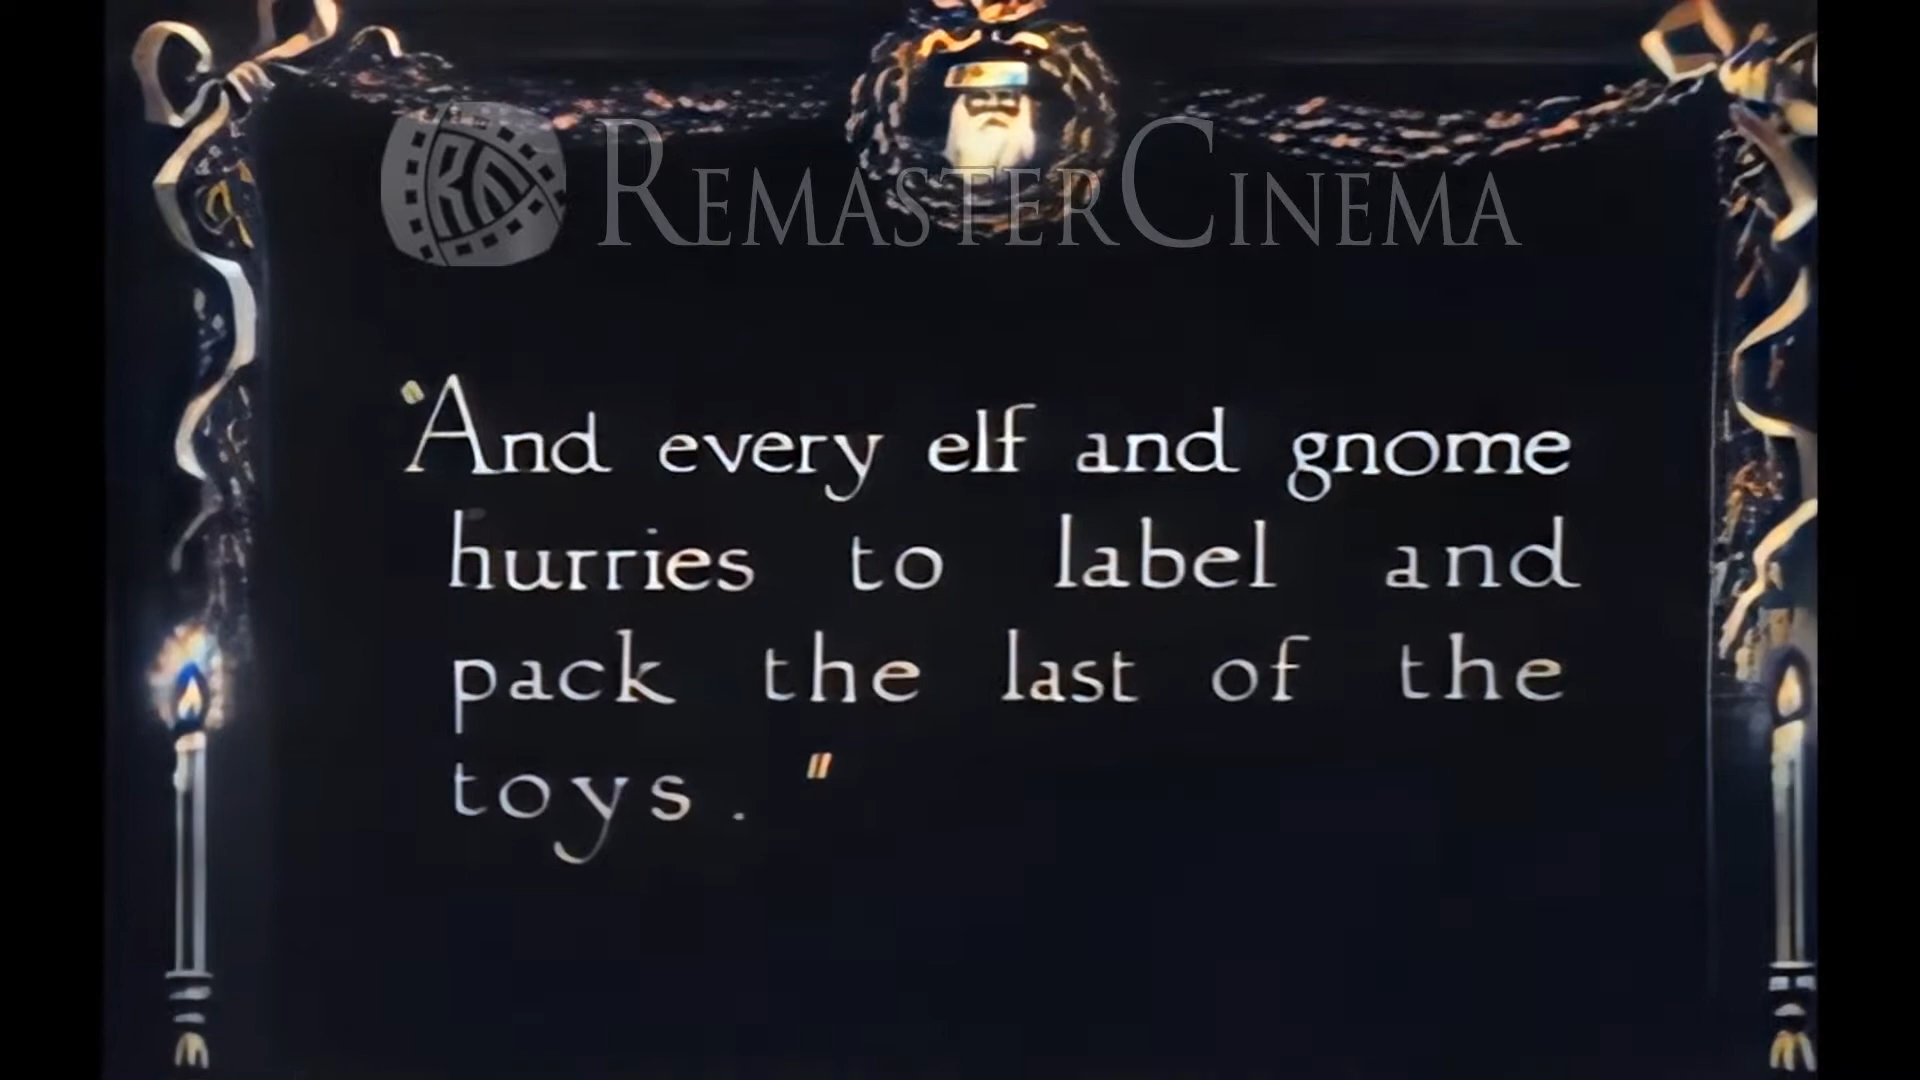 REMASTERCINEMA
"And every elf and gnome
hurries to label and
pack the last of the
toys."